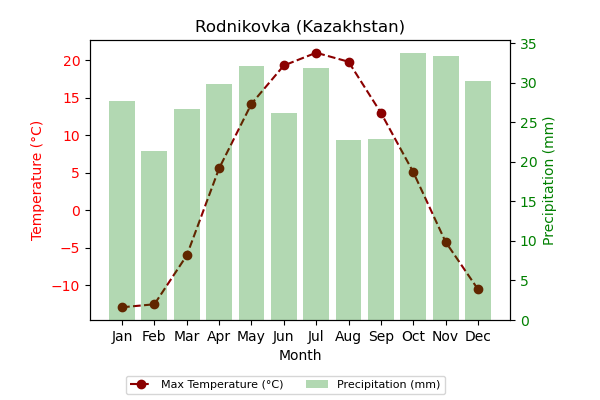 Rodnikovka (Kazakhstan)
20
15
10
5
0
−5
−10
Temperature (°C)
35
30
25
20
15
10
5
0
Precipitation (mm)
Jan Feb Mar Apr May Jun Jul Aug Sep Oct Nov Dec
Month
Max Temperature (°C) Precipitation (mm)